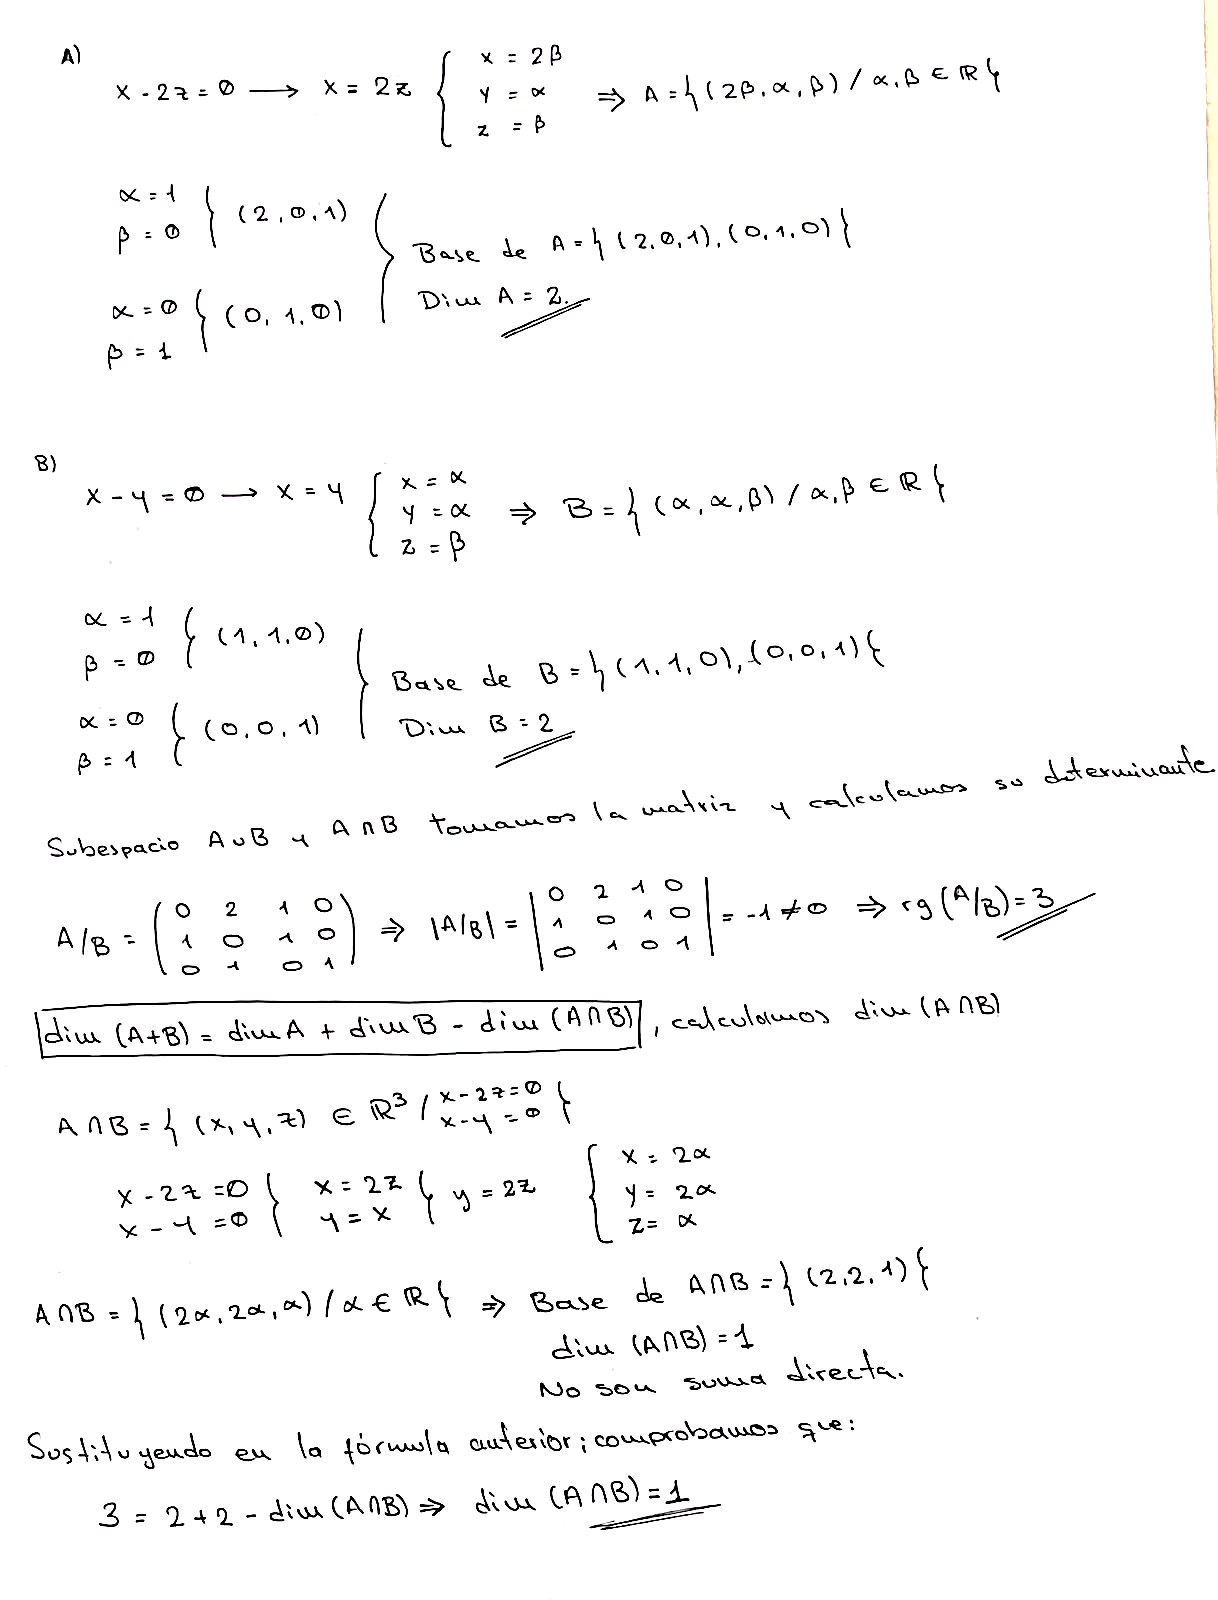 A)
x - 2z = 0 → x = 2z { x = 2β
y = α
z = β
⇒ A = { (2β, α, β) / α, β ∈ ℝ }
α = 1
β = 0 } (2, 0, 1)
α = 0
β = 1 } (0, 1, 0)
Base de A = { (2, 0, 1), (0, 1, 0) }
Dim A = 2.
B)
x - y = 0 → x = y { x = α
y = α
z = β
⇒ B = { (α, α, β) / α, β ∈ ℝ }
α = 1
β = 0 } (1, 1, 0)
α = 0
β = 1 } (0, 0, 1)
Base de B = { (1, 1, 0), (0, 0, 1) }
Dim B = 2
Subespacio A∪B y A∩B tomamos la matriz y calculamos su determinante
A/B = ( 0 2 1 0
1 0 1 0
0 1 0 1 )
⇒ |A/B| = | 0 2 1 0
1 0 1 0
0 1 0 1 |
= -1 ≠ 0 ⇒ rg(A/B) = 3
dim (A+B) = dim A + dim B - dim (A∩B), calculamos dim (A∩B)
A∩B = { (x, y, z) ∈ ℝ³ / x - 2z = 0
x - y = 0 }
x - 2z = 0
x - y = 0 }
x = 2z
y = x } y = 2z
{ x = 2α
y = 2α
z = α
A∩B = { (2α, 2α, α) / α ∈ ℝ } ⇒ Base de A∩B = { (2, 2, 1) }
dim (A∩B) = 1
No son suma directa.
Sustituyendo en la fórmula anterior; comprobamos que:
3 = 2 + 2 - dim (A∩B) ⇒ dim (A∩B) = 1